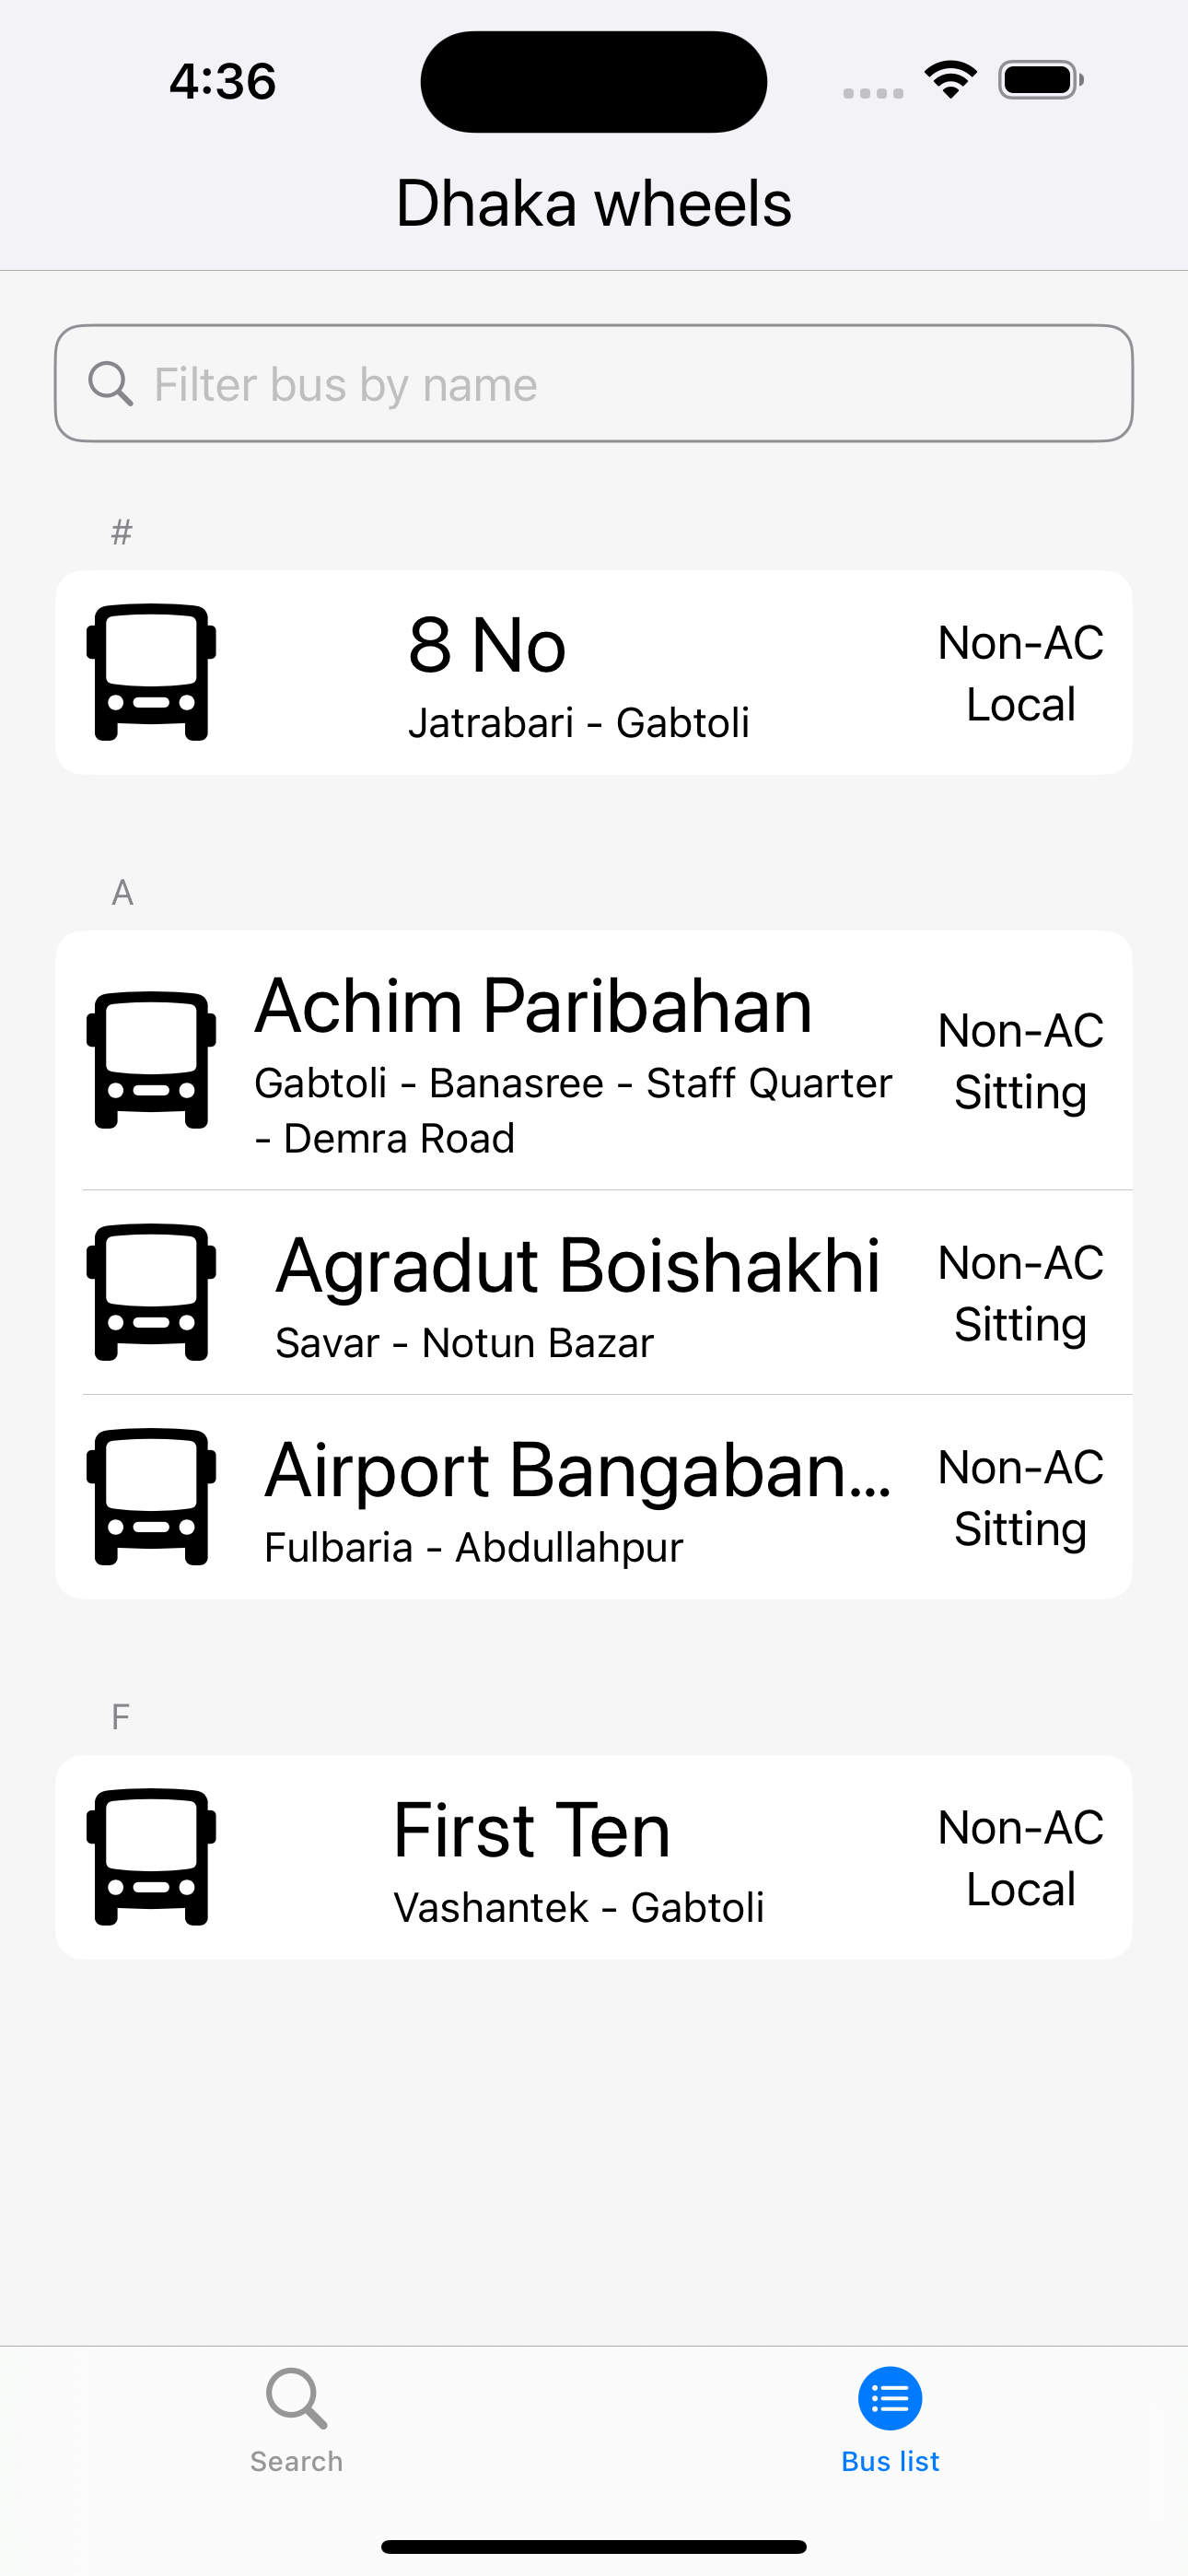 4:36
Dhaka wheels
Filter bus by name
#
8 No
Jatrabari - Gabtoli
Non-AC
Local
A
Achim Paribahan
Gabtoli - Banasree - Staff Quarter
- Demra Road
Non-AC
Sitting
Agradut Boishakhi
Savar - Notun Bazar
Non-AC
Sitting
Airport Bangaban...
Fulbaria - Abdullahpur
Non-AC
Sitting
F
First Ten
Vashantek - Gabtoli
Non-AC
Local
Search
Bus list